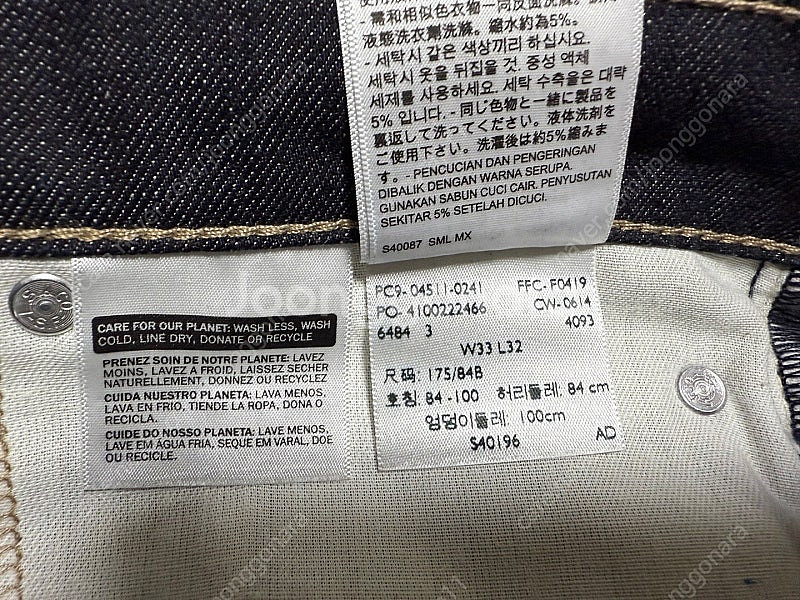 - 需和相似色衣物一同反面洗滌。
液態洗衣劑洗滌。縮水約為5%。
- 세탁시 같은 색상끼리 하십시요.
세탁시 옷을 뒤집을 것. 중성 액체
세제를 사용하세요. 세탁 수축율은 대략
5% 입니다. - 同じ色物と一緒に製品を
裏返して洗ってください。液体洗剤を
ご使用下さい。洗濯後は約5%縮みま
す。- PENCUCIAN DAN PENGERINGAN
DIBALIK DENGAN WARNA SERUPA.
GUNAKAN SABUN CUCI CAIR. PENYUSUTAN
SEKITAR 5% SETELAH DICUCI.
S40087 SML MX
CARE FOR OUR PLANET: WASH LESS, WASH
COLD, LINE DRY, DONATE OR RECYCLE
PRENEZ SOIN DE NOTRE PLANETE: LAVEZ
MOINS, LAVEZ A FROID, LAISSEZ SECHER
NATURELLEMENT, DONNEZ OU RECYCLEZ
CUIDA NUESTRO PLANETA: LAVA MENOS,
LAVA EN FRIO, TIENDE LA ROPA, DONA O
RECICLA.
CUIDE DO NOSSO PLANETA: LAVE MENOS,
LAVE EM ÁGUA FRIA, SEQUE EM VARAL, DOE
OU RECICLE.
PC9-04511-0241 FFC-F0419
PO-4100222466 CW-0614
6484 3 4093
W33 L32
尺码: 175/84B
호칭: 84-100 허리둘레: 84 cm
엉덩이둘레: 100cm
S40196 AD